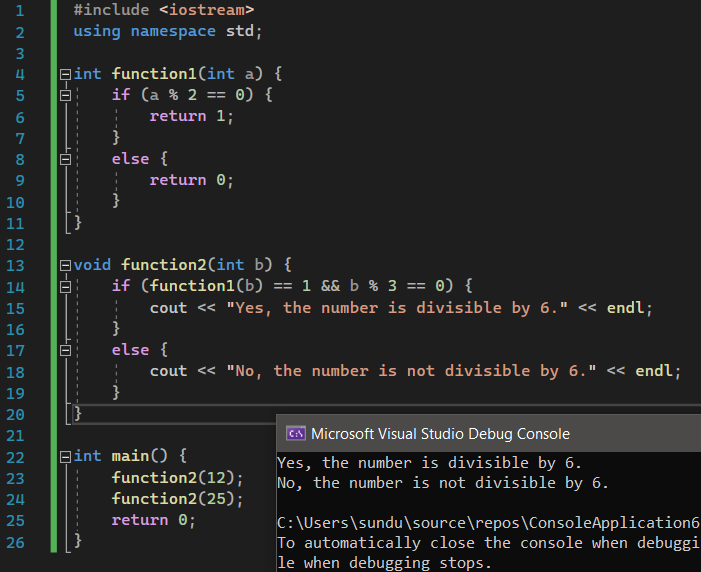 1 #include <iostream>
2 using namespace std;
3
4 int function1(int a) {
5     if (a % 2 == 0) {
6         return 1;
7     }
8     else {
9         return 0;
10     }
11 }
12
13 void function2(int b) {
14     if (function1(b) == 1 && b % 3 == 0) {
15         cout << "Yes, the number is divisible by 6." << endl;
16     }
17     else {
18         cout << "No, the number is not divisible by 6." << endl;
19     }
20 }
21
22 int main() {
23     function2(12);
24     function2(25);
25     return 0;
26 }
C:\ Microsoft Visual Studio Debug Console
Yes, the number is divisible by 6.
No, the number is not divisible by 6.
C:\Users\sundu\source\repos\ConsoleApplication6
To automatically close the console when debuggi
le when debugging stops.